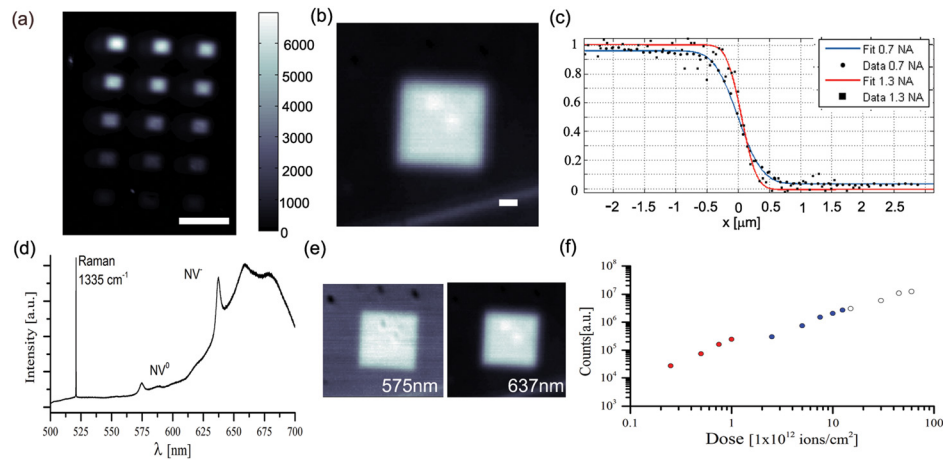 (a)
6000
5000
4000
3000
2000
1000
0
(b)
(c)
1
0.8
0.6
0.4
0.2
0
-2 -1.5 -1 -0.5 0 0.5 1 1.5 2 2.5
x [μm]
Fit 0.7 NA
Data 0.7 NA
Fit 1.3 NA
Data 1.3 NA
(d)
Raman
1335 cm⁻¹
NV⁻
NV⁰
Intensity [a.u.]
500 525 550 575 600 625 650 675 700
λ [nm]
(e)
575nm
637nm
(f)
Counts[a.u.]
10⁸
10⁷
10⁶
10⁵
10⁴
10³
0.1 1 10 100
Dose [1x10¹² ions/cm²]